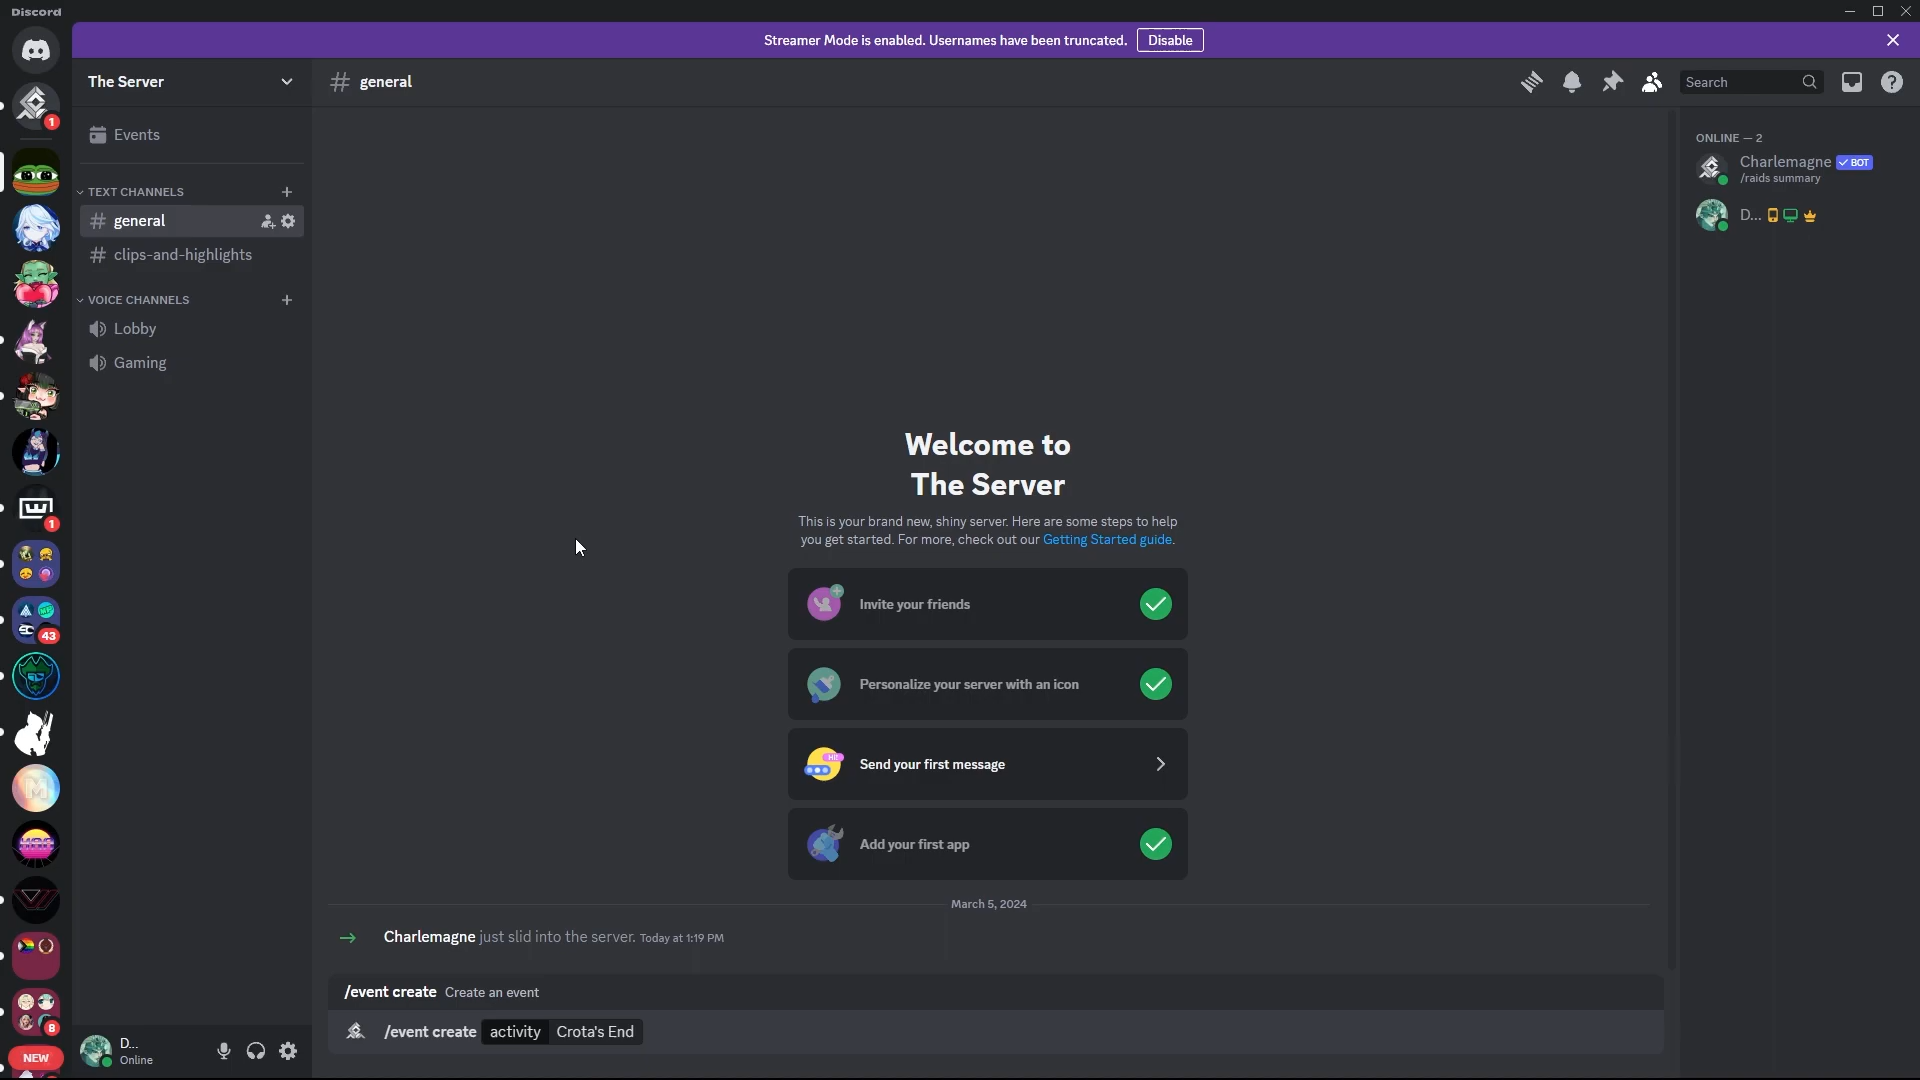 Discord
Streamer Mode is enabled. Usernames have been truncated. Disable
The Server
general
Search
Events
TEXT CHANNELS
general
clips-and-highlights
VOICE CHANNELS
Lobby
Gaming
1
1
43
8
NEW
D...
Online
Welcome to
The Server
This is your brand new, shiny server. Here are some steps to help
you get started. For more, check out our Getting Started guide.
Invite your friends
Personalize your server with an icon
Hi!
Send your first message
Add your first app
March 5, 2024
Charlemagne just slid into the server. Today at 1:19 PM
/event create Create an event
/event create activity Crota's End
ONLINE — 2
Charlemagne BOT
/raids summary
D...